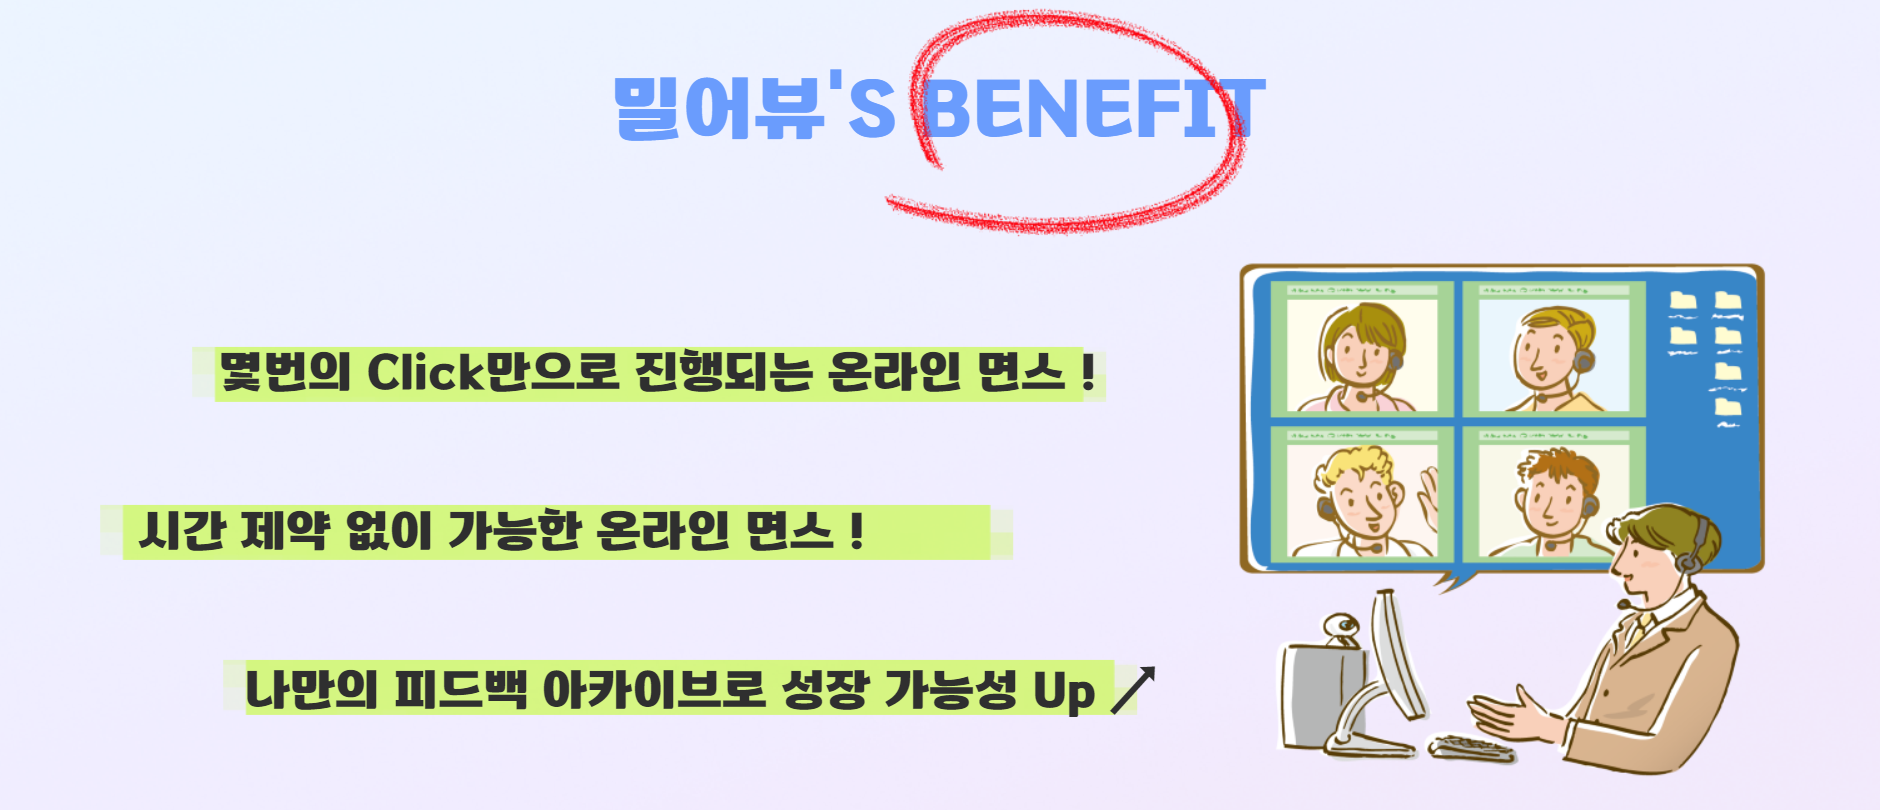 밀어뷰'S BENEFIT
몇번의 Click만으로 진행되는 온라인 면스 !
시간 제약 없이 가능한 온라인 면스 !
나만의 피드백 아카이브로 성장 가능성 Up ↗